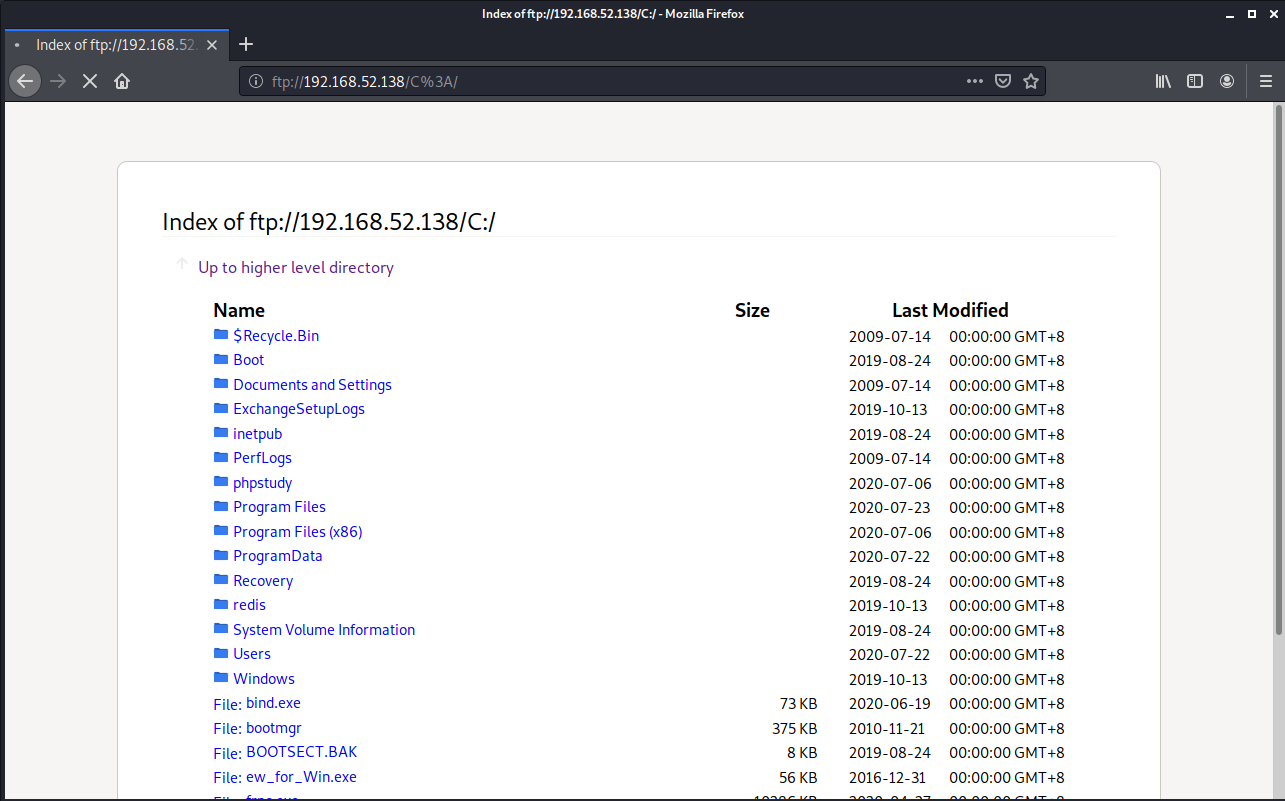 Index of ftp://192.168.52.138/C:/ - Mozilla Firefox
Index of ftp://192.168.52.
ftp://192.168.52.138/C%3A/
Index of ftp://192.168.52.138/C:/
Up to higher level directory
Name Size Last Modified
$Recycle.Bin 2009-07-14 00:00:00 GMT+8
Boot 2019-08-24 00:00:00 GMT+8
Documents and Settings 2009-07-14 00:00:00 GMT+8
ExchangeSetupLogs 2019-10-13 00:00:00 GMT+8
inetpub 2019-08-24 00:00:00 GMT+8
PerfLogs 2009-07-14 00:00:00 GMT+8
phpstudy 2020-07-06 00:00:00 GMT+8
Program Files 2020-07-23 00:00:00 GMT+8
Program Files (x86) 2020-07-06 00:00:00 GMT+8
ProgramData 2020-07-22 00:00:00 GMT+8
Recovery 2019-08-24 00:00:00 GMT+8
redis 2019-10-13 00:00:00 GMT+8
System Volume Information 2019-08-24 00:00:00 GMT+8
Users 2020-07-22 00:00:00 GMT+8
Windows 2019-10-13 00:00:00 GMT+8
File: bind.exe 73 KB 2020-06-19 00:00:00 GMT+8
File: bootmgr 375 KB 2010-11-21 00:00:00 GMT+8
File: BOOTSECT.BAK 8 KB 2019-08-24 00:00:00 GMT+8
File: ew_for_Win.exe 56 KB 2016-12-31 00:00:00 GMT+8